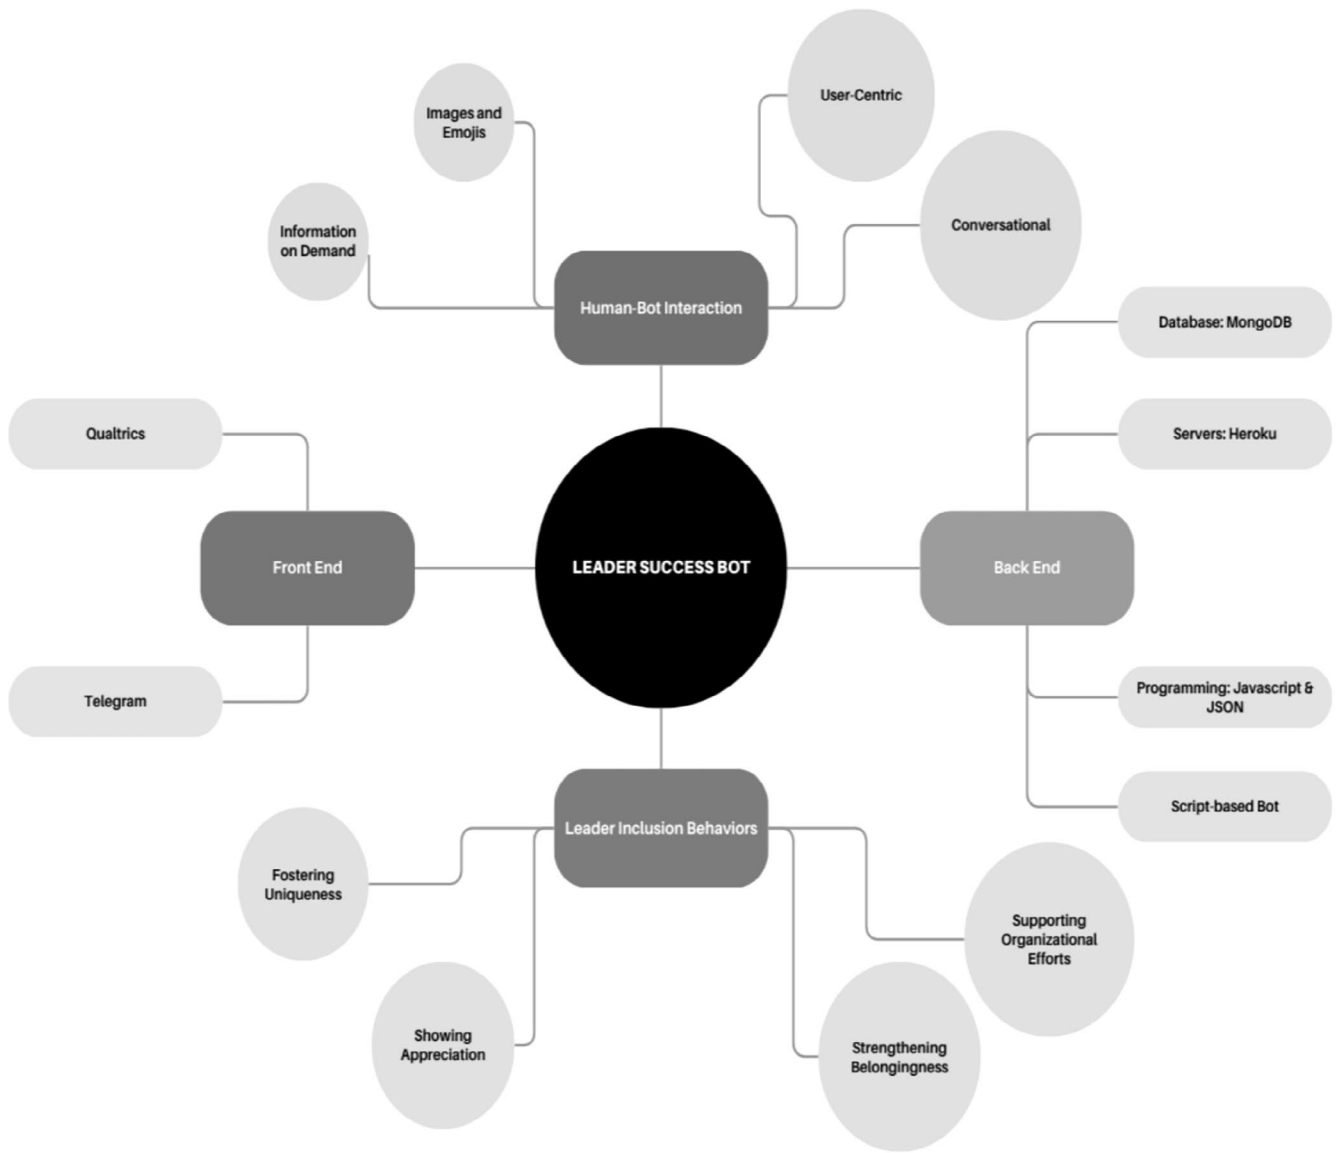 User-Centric
Images and
Emojis
Conversational
Information
on Demand
Human-Bot Interaction
Database: MongoDB
Qualtrics
Servers: Heroku
Front End
LEADER SUCCESS BOT
Back End
Telegram
Programming: Javascript &
JSON
Script-based Bot
Leader Inclusion Behaviors
Fostering
Uniqueness
Supporting
Organizational
Efforts
Showing
Appreciation
Strengthening
Belongingness